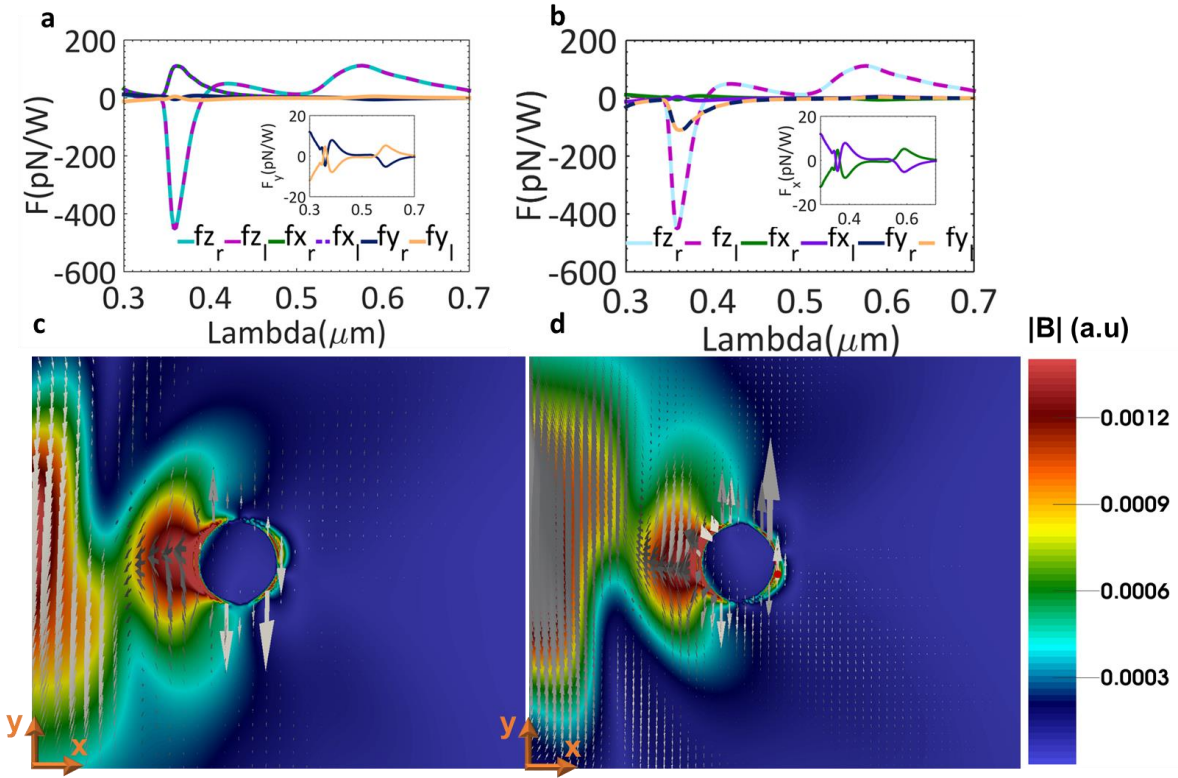 a
200
0
-200
-400
-600
F(pN/W)
20
0
-20
F_y(pN/W)
0.3 0.5 0.7
fz_r fz_l fx_r fx_l fy_r fy_l
0.3 0.4 0.5 0.6 0.7
Lambda(μm)
b
200
0
-200
-400
-600
F(pN/W)
20
0
-20
F_x(pN/W)
0.4 0.6
fz_r fz_l fx_r fx_l fy_r fy_l
0.3 0.4 0.5 0.6 0.7
Lambda(μm)
c
y
x
d
y
x
|B| (a.u)
0.0012
0.0009
0.0006
0.0003